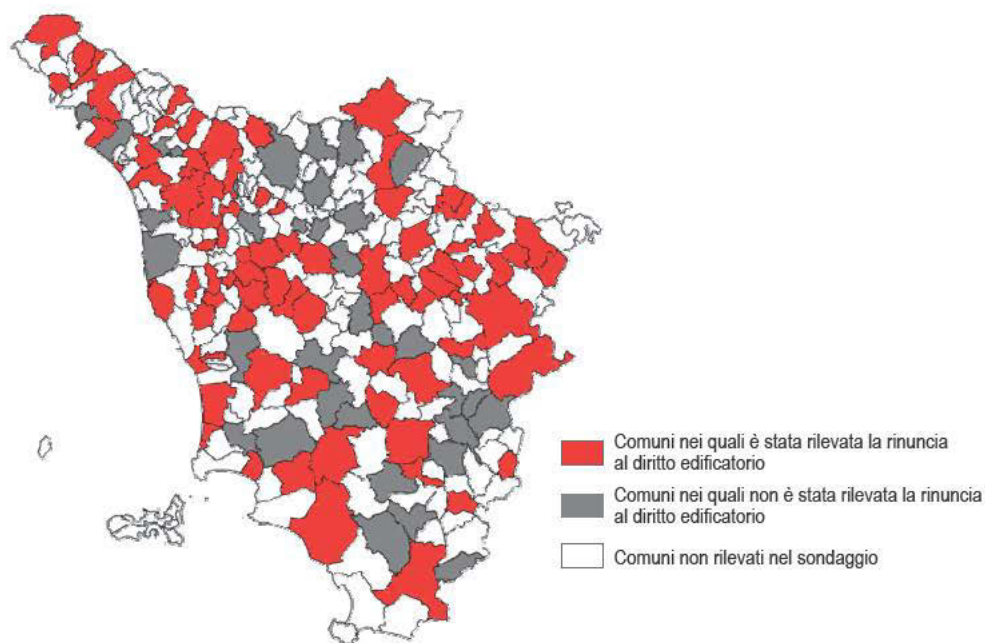 Comuni nei quali è stata rilevata la rinuncia
al diritto edificatorio
Comuni nei quali non è stata rilevata la rinuncia
al diritto edificatorio
Comuni non rilevati nel sondaggio